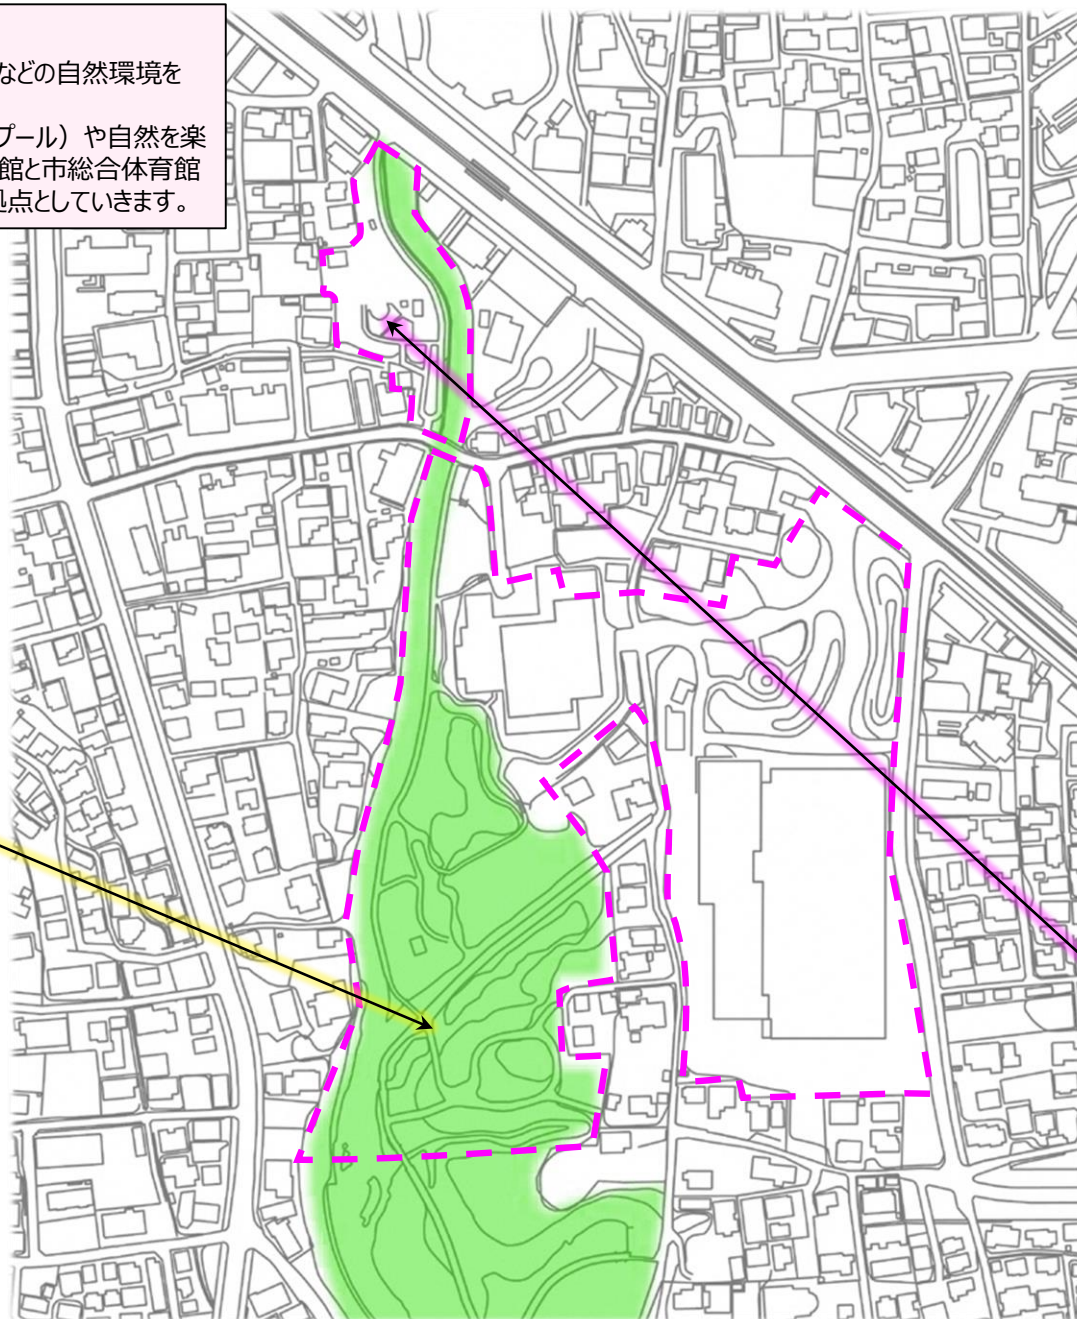 などの自然環境を
プール）や自然を楽
館と市総合体育館
処点としていきます。